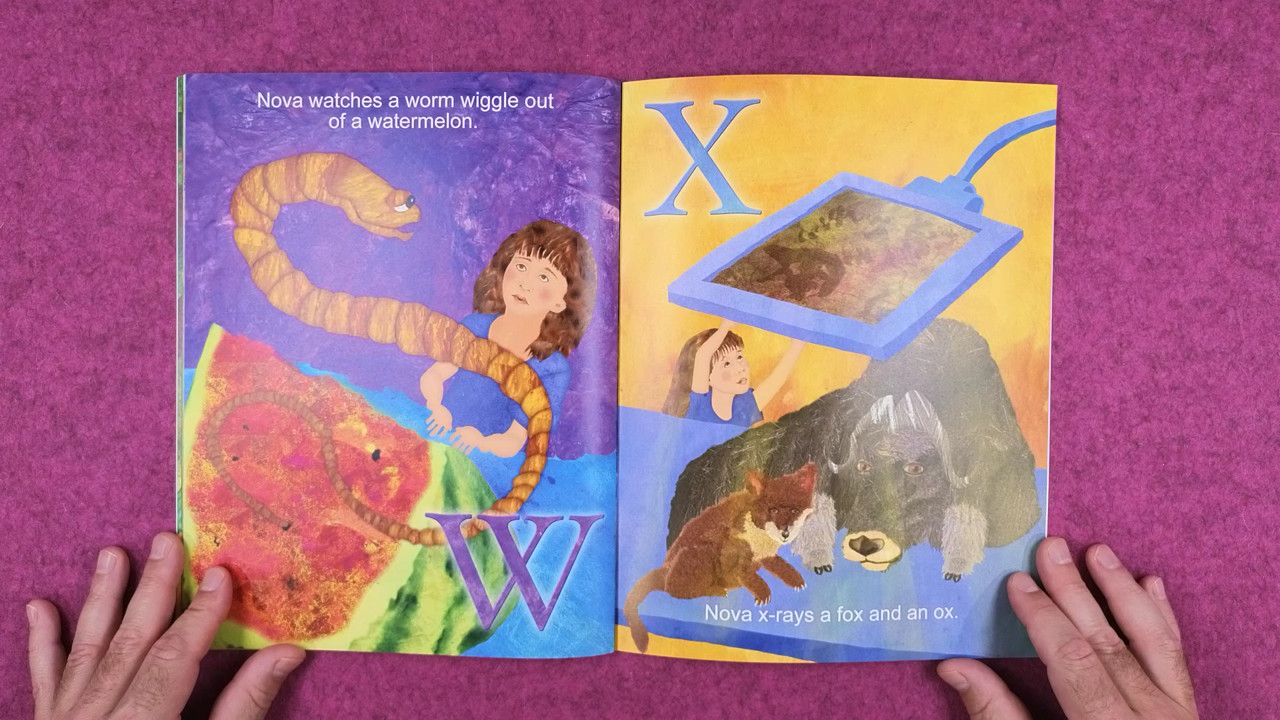 Nova watches a worm wiggle out
of a watermelon.
W
X
Nova x-rays a fox and an ox.